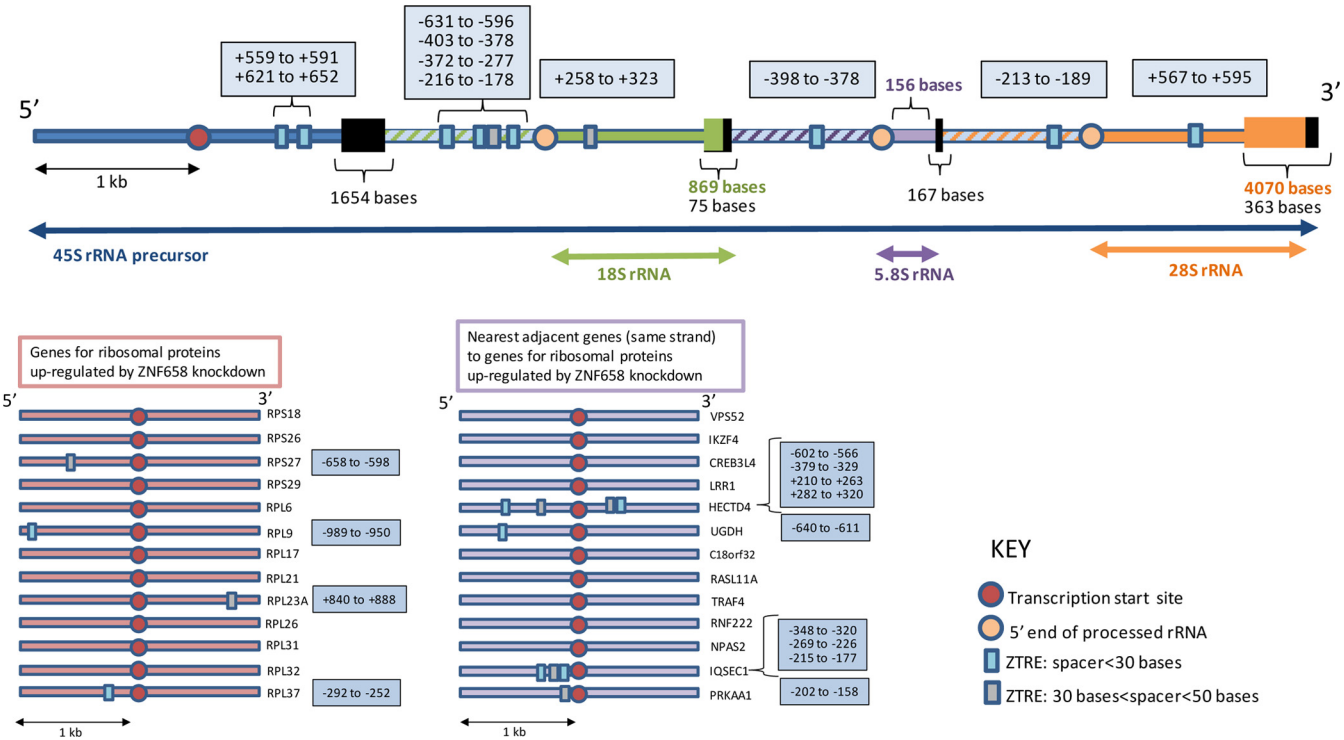 -631 to -596
-403 to -378
-372 to -277
-216 to -178
+559 to +591
+621 to +652
+258 to +323
-398 to -378
156 bases
-213 to -189
+567 to +595
5’
3’
1 kb
1654 bases
869 bases
75 bases
167 bases
4070 bases
363 bases
45S rRNA precursor
18S rRNA
5.8S rRNA
28S rRNA
Genes for ribosomal proteins
up-regulated by ZNF658 knockdown
5’
3’
RPS18
RPS26
RPS27
-658 to -598
RPS29
RPL6
RPL9
-989 to -950
RPL17
RPL21
RPL23A
+840 to +888
RPL26
RPL31
RPL32
RPL37
-292 to -252
1 kb
Nearest adjacent genes (same strand)
to genes for ribosomal proteins
up-regulated by ZNF658 knockdown
5’
3’
VPS52
IKZF4
CREB3L4
LRR1
HECTD4
-602 to -566
-379 to -329
+210 to +263
+282 to +320
UGDH
-640 to -611
C18orf32
RASL11A
TRAF4
RNF222
NPAS2
IQSEC1
-348 to -320
-269 to -226
-215 to -177
PRKAA1
-202 to -158
1 kb
KEY
Transcription start site
5’ end of processed rRNA
ZTRE: spacer<30 bases
ZTRE: 30 bases<spacer<50 bases